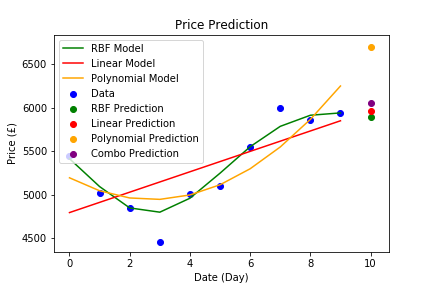 Price Prediction
Price (£)
6500
6000
5500
5000
4500
RBF Model
Linear Model
Polynomial Model
Data
RBF Prediction
Linear Prediction
Polynomial Prediction
Combo Prediction
0 2 4 6 8 10
Date (Day)